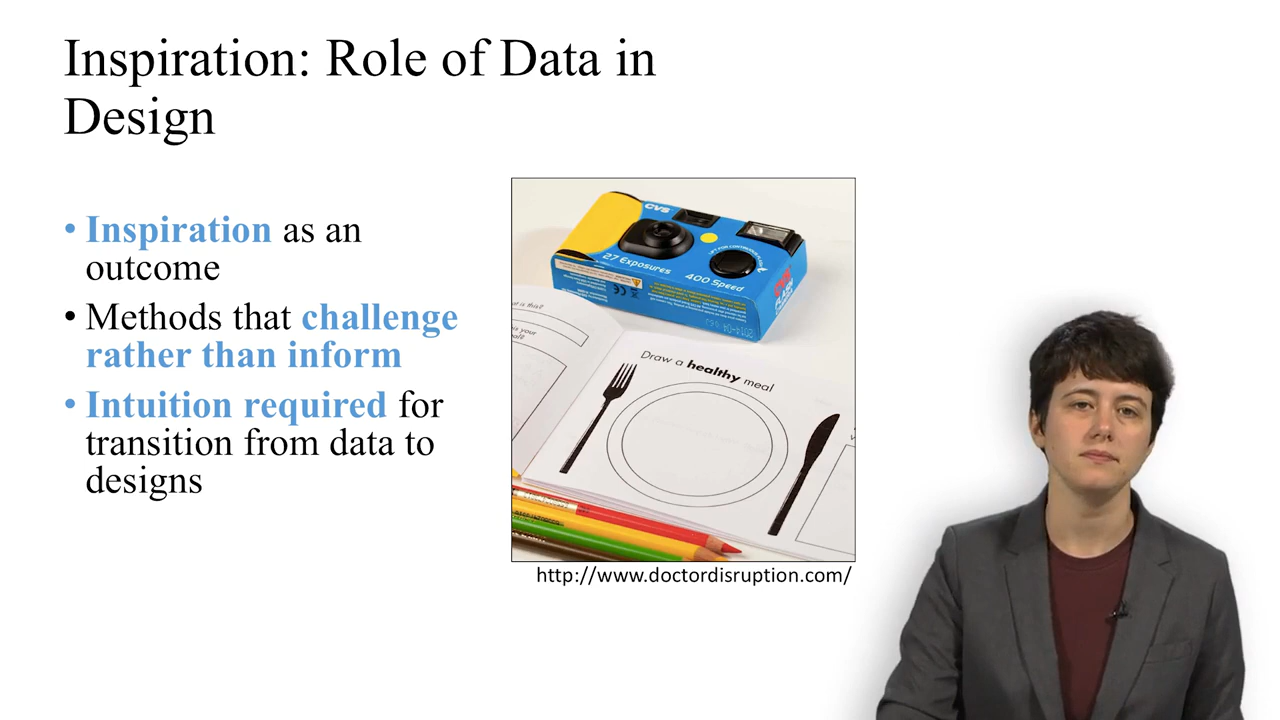 Inspiration: Role of Data in
Design
• Inspiration as an
outcome
• Methods that challenge
rather than inform
• Intuition required for
transition from data to
designs
CVS
27 Exposures
400 Speed
Draw a healthy meal
http://www.doctordisruption.com/